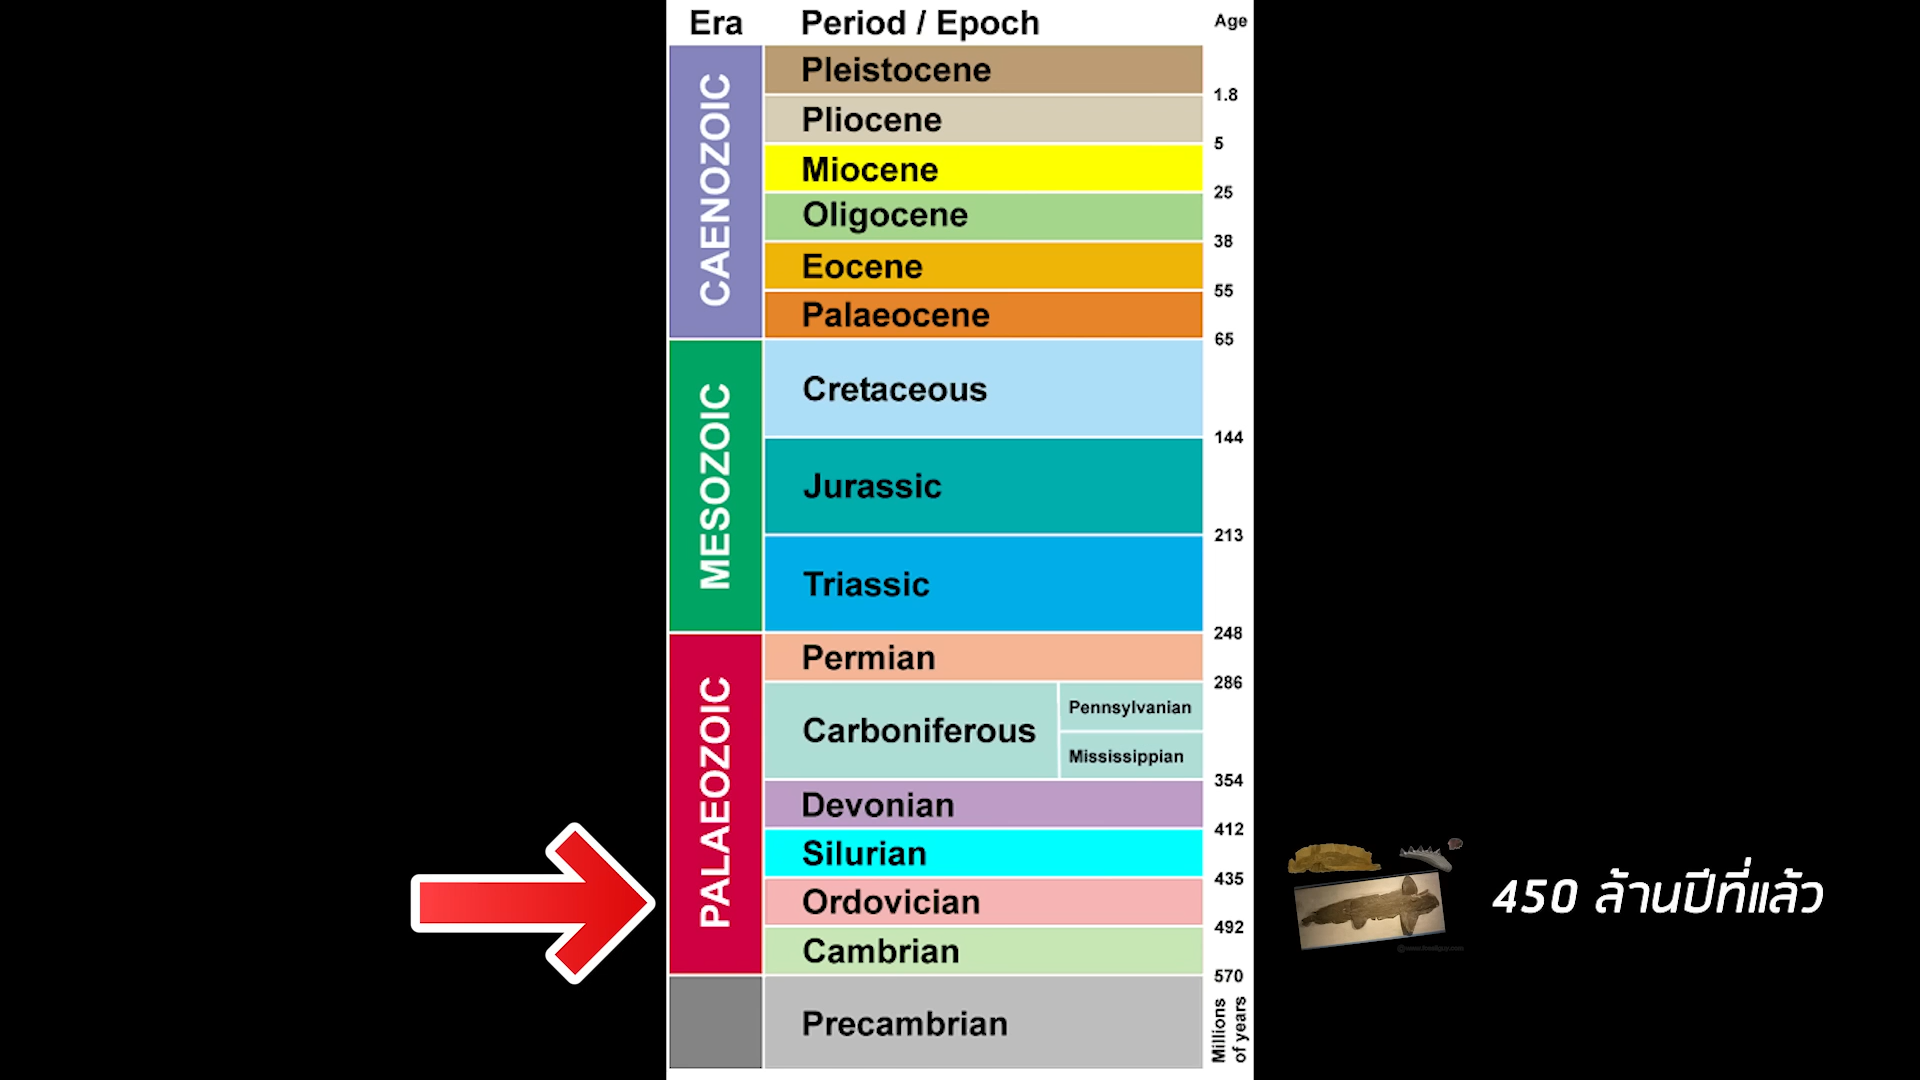 Era Period / Epoch Age
CAENOZOIC
Pleistocene
1.8
Pliocene
5
Miocene
25
Oligocene
38
Eocene
55
Palaeocene
65
MESOZOIC
Cretaceous
144
Jurassic
213
Triassic
248
PALAEOZOIC
Permian
286
Carboniferous
Pennsylvanian
Mississippian
354
Devonian
412
Silurian
435
Ordovician
492
Cambrian
570
Precambrian
Millions
of years
450 ล้านปีที่แล้ว